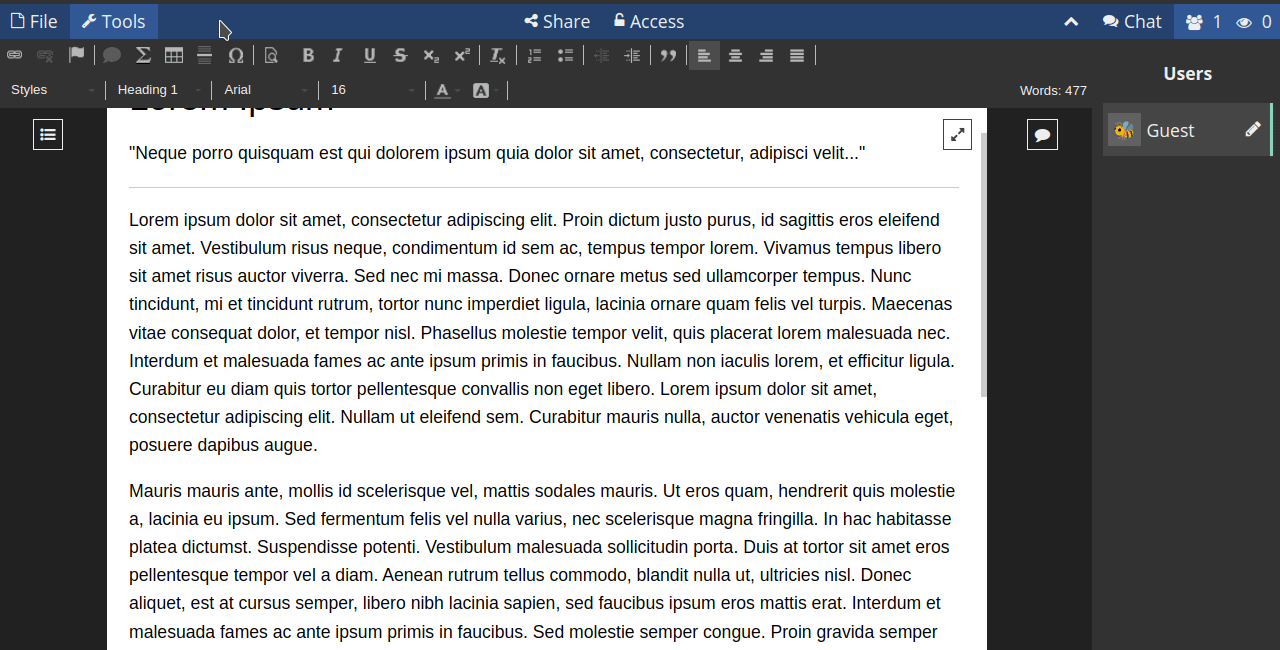 File Tools Share Access Chat 1 0
Styles Heading 1 Arial 16 Words: 477
Users
Guest
Lorem Ipsum
"Neque porro quisquam est qui dolorem ipsum quia dolor sit amet, consectetur, adipisci velit..."
Lorem ipsum dolor sit amet, consectetur adipiscing elit. Proin dictum justo purus, id sagittis eros eleifend
sit amet. Vestibulum risus neque, condimentum id sem ac, tempus tempor lorem. Vivamus tempus libero
sit amet risus auctor viverra. Sed nec mi massa. Donec ornare metus sed ullamcorper tempus. Nunc
tincidunt, mi et tincidunt rutrum, tortor nunc imperdiet ligula, lacinia ornare quam felis vel turpis. Maecenas
vitae consequat dolor, et tempor nisl. Phasellus molestie tempor velit, quis placerat lorem malesuada nec.
Interdum et malesuada fames ac ante ipsum primis in faucibus. Nullam non iaculis lorem, et efficitur ligula.
Curabitur eu diam quis tortor pellentesque convallis non eget libero. Lorem ipsum dolor sit amet,
consectetur adipiscing elit. Nullam ut eleifend sem. Curabitur mauris nulla, auctor venenatis vehicula eget,
posuere dapibus augue.
Mauris mauris ante, mollis id scelerisque vel, mattis sodales mauris. Ut eros quam, hendrerit quis molestie
a, lacinia eu ipsum. Sed fermentum felis vel nulla varius, nec scelerisque magna fringilla. In hac habitasse
platea dictumst. Suspendisse potenti. Vestibulum malesuada sollicitudin porta. Duis at tortor sit amet eros
pellentesque tempor vel a diam. Aenean rutrum tellus commodo, blandit nulla ut, ultricies nisl. Donec
aliquet, est at cursus semper, libero nibh lacinia sapien, sed faucibus ipsum eros mattis erat. Interdum et
malesuada fames ac ante ipsum primis in faucibus. Sed molestie semper congue. Proin gravida semper